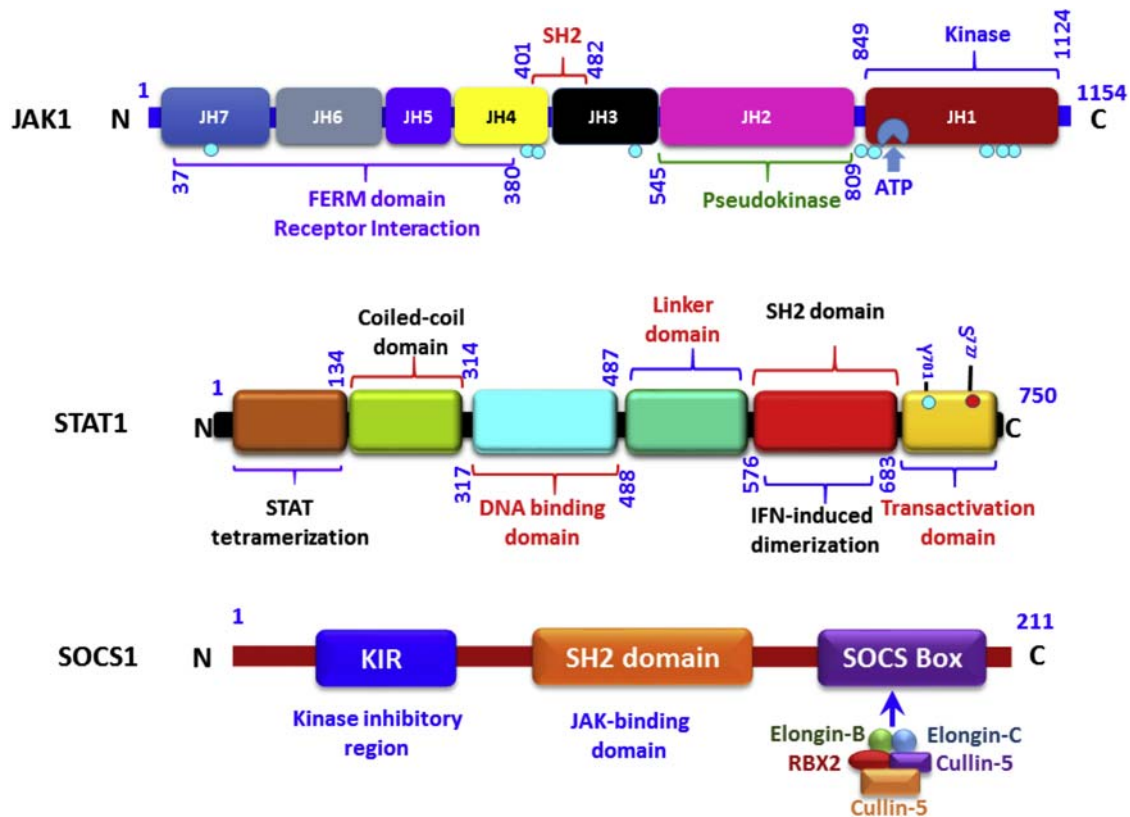 SH2
401
482
849
Kinase
1124
1
1154
JAK1
N
JH7
JH6
JH5
JH4
JH3
JH2
JH1
C
37
FERM domain
Receptor Interaction
380
545
Pseudokinase
809
ATP
Coiled-coil
domain
Linker
domain
SH2 domain
1
134
314
487
Y701
S727
750
STAT1
N
C
STAT
tetramerization
317
DNA binding
domain
488
576
IFN-induced
dimerization
683
Transactivation
domain
1
211
SOCS1
N
KIR
SH2 domain
SOCS Box
C
Kinase inhibitory
region
JAK-binding
domain
Elongin-B
Elongin-C
RBX2
Cullin-5
Cullin-5